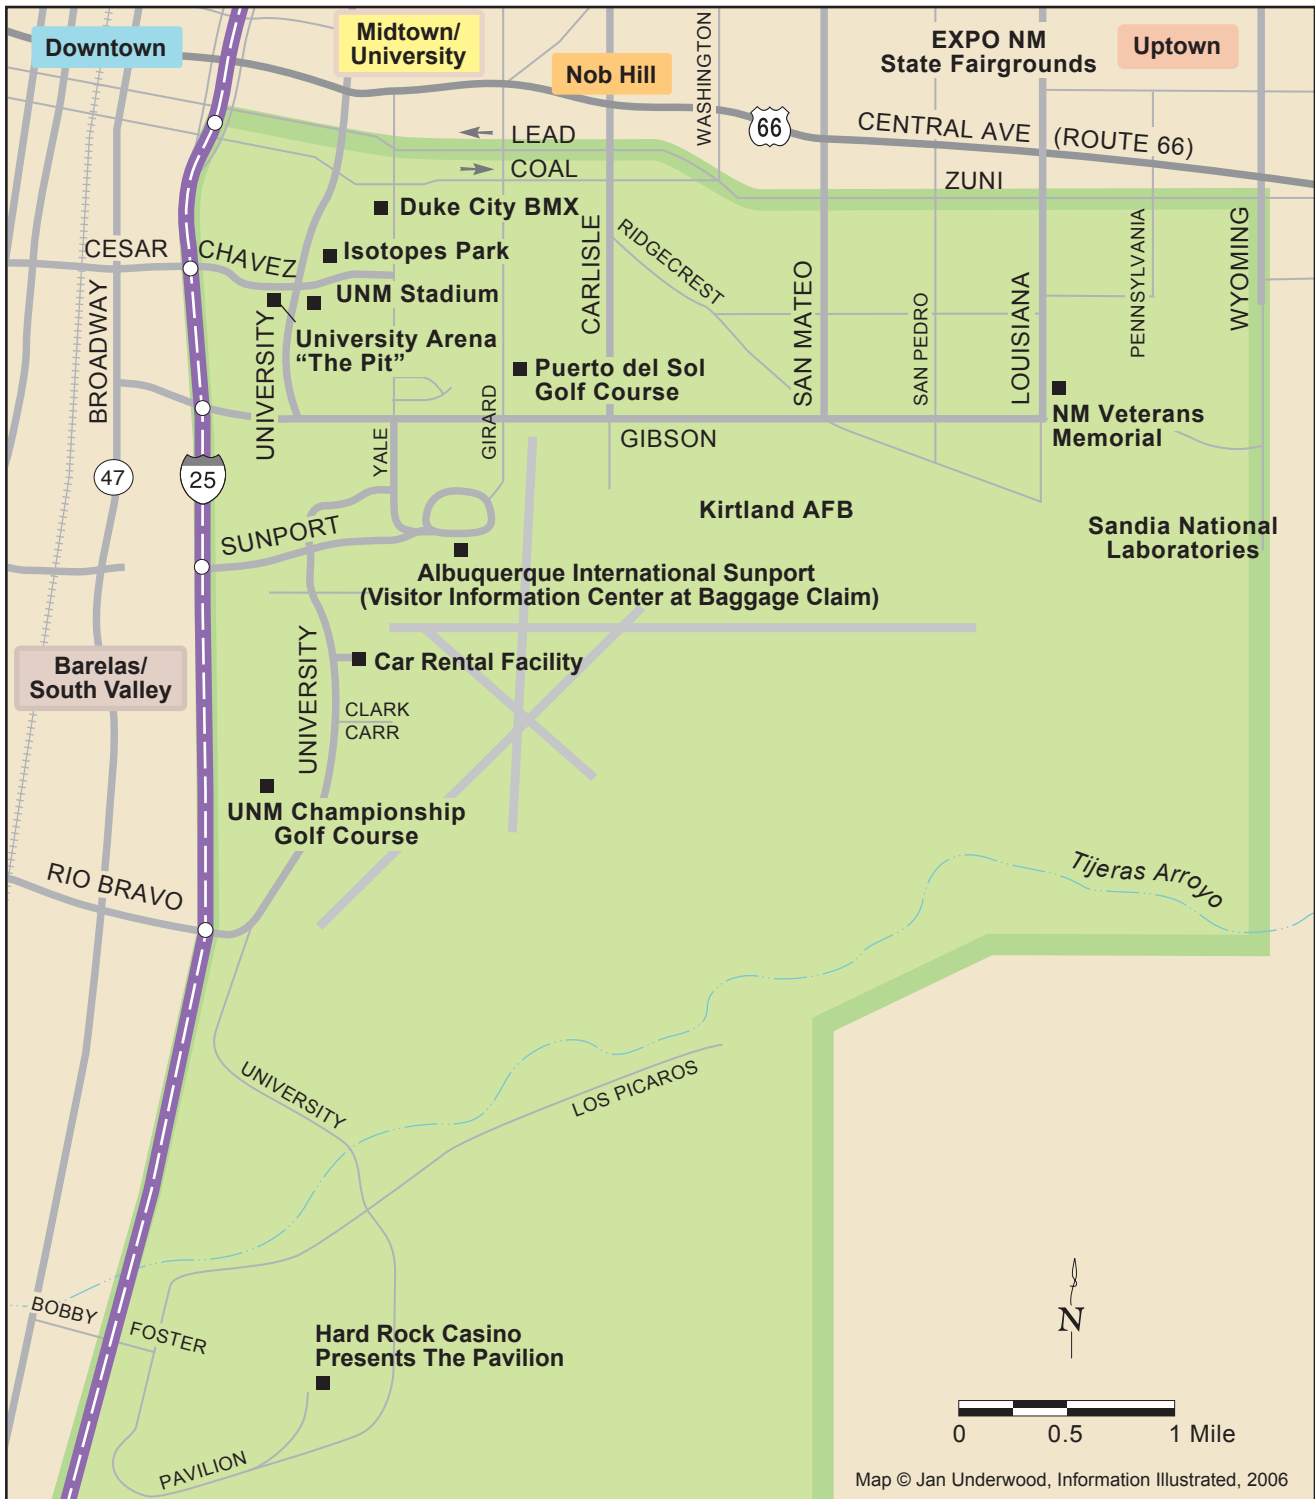 Downtown
Midtown/
University
Nob Hill
WASHINGTON
EXPO NM
State Fairgrounds
Uptown
66
CENTRAL AVE (ROUTE 66)
LEAD
COAL
ZUNI
Duke City BMX
CESAR CHAVEZ
Isotopes Park
UNM Stadium
University Arena
“The Pit”
BROADWAY
UNIVERSITY
CARLISLE
RIDGECREST
SAN MATEO
SAN PEDRO
LOUISIANA
PENNSYLVANIA
WYOMING
Puerto del Sol
Golf Course
NM Veterans
Memorial
YALE
GIRARD
GIBSON
47
25
SUNPORT
Kirtland AFB
Sandia National
Laboratories
Albuquerque International Sunport
(Visitor Information Center at Baggage Claim)
UNIVERSITY
Barelas/
South Valley
Car Rental Facility
CLARK
CARR
UNM Championship
Golf Course
RIO BRAVO
Tijeras Arroyo
UNIVERSITY
LOS PICAROS
BOBBY FOSTER
Hard Rock Casino
Presents The Pavilion
PAVILION
N
0 0.5 1 Mile
Map © Jan Underwood, Information Illustrated, 2006